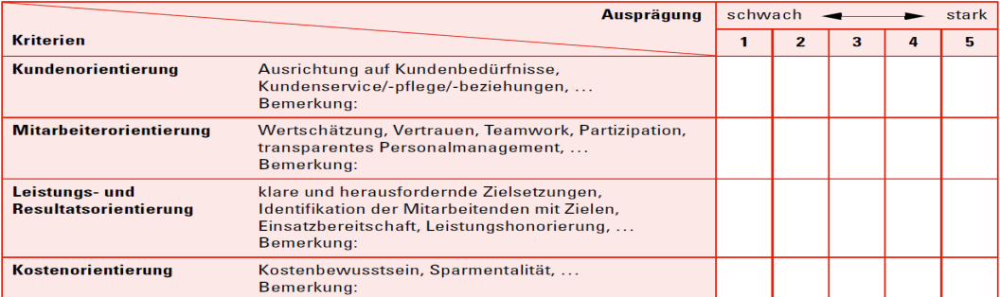 Ausprägung schwach stark
Kriterien 1 2 3 4 5
Kundenorientierung Ausrichtung auf Kundenbedürfnisse,
Kundenservice/-pflege/-beziehungen, ...
Bemerkung:
Mitarbeiterorientierung Wertschätzung, Vertrauen, Teamwork, Partizipation,
transparentes Personalmanagement, ...
Bemerkung:
Leistungs- und klare und herausfordernde Zielsetzungen,
Resultatsorientierung Identifikation der Mitarbeitenden mit Zielen,
Einsatzbereitschaft, Leistungshonorierung, ...
Bemerkung:
Kostenorientierung Kostenbewusstsein, Sparmentalität, ...
Bemerkung: